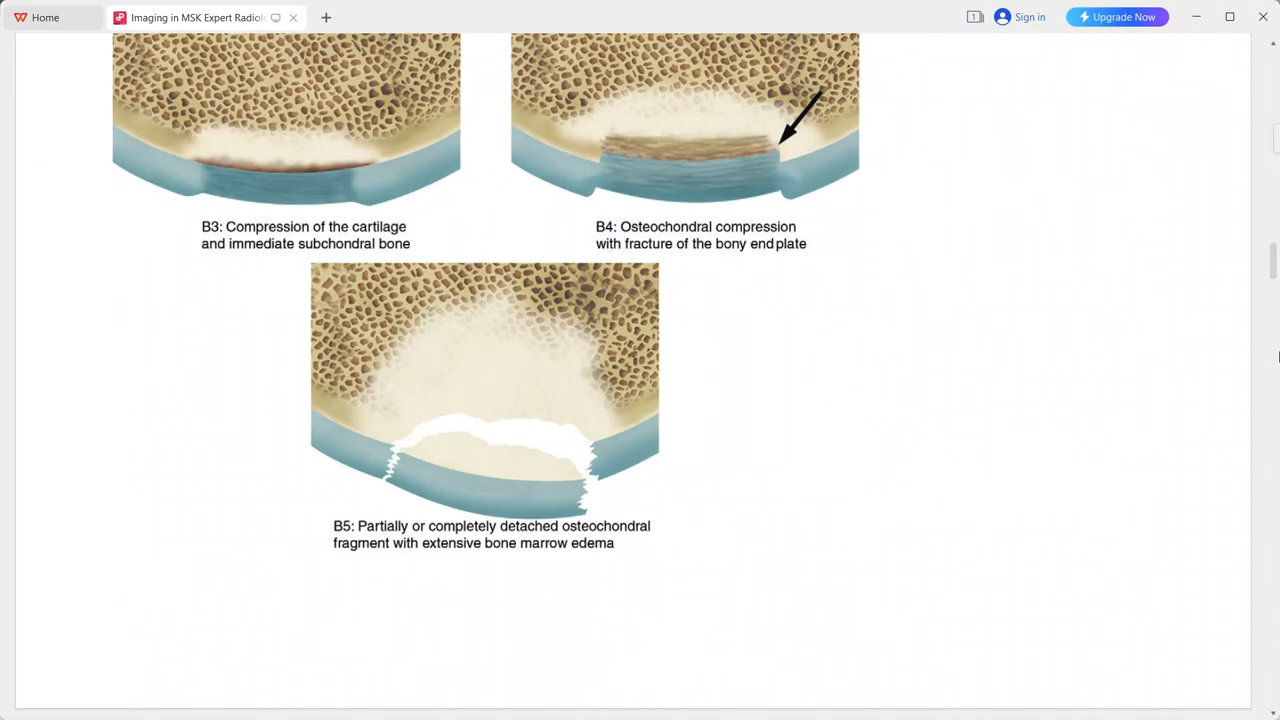 Home
Imaging in MSK Expert Radiol
1
Sign in
Upgrade Now
B3: Compression of the cartilage
and immediate subchondral bone
B4: Osteochondral compression
with fracture of the bony endplate
B5: Partially or completely detached osteochondral
fragment with extensive bone marrow edema